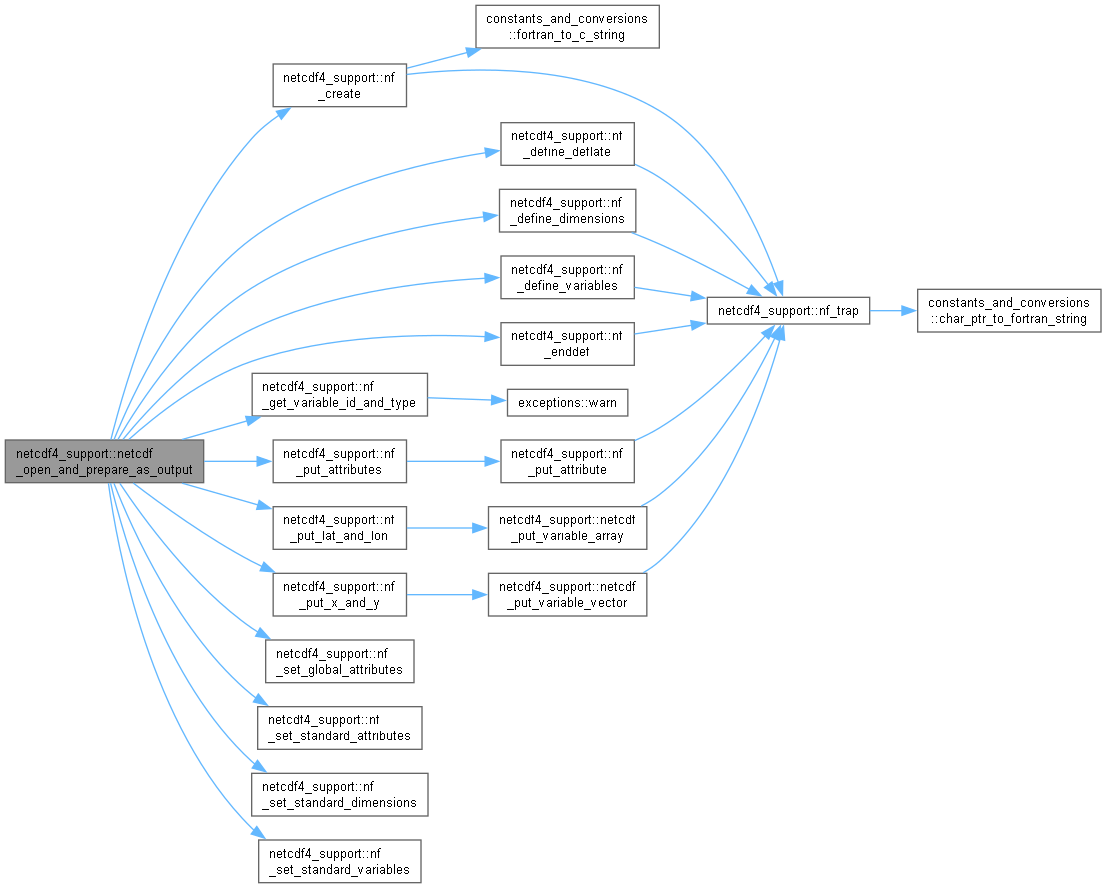 constants_and_conversions
::fortran_to_c_string
netcdf4_support::nf
_create
netcdf4_support::nf
_define_deflate
netcdf4_support::nf
_define_dimensions
netcdf4_support::nf
_define_variables
netcdf4_support::nf_trap
constants_and_conversions
::char_ptr_to_fortran_string
netcdf4_support::nf
_enddef
netcdf4_support::nf
_get_variable_id_and_type
exceptions::warn
netcdf4_support::netcdf
_open_and_prepare_as_output
netcdf4_support::nf
_put_attributes
netcdf4_support::nf
_put_attribute
netcdf4_support::nf
_put_lat_and_lon
netcdf4_support::netcdf
_put_variable_array
netcdf4_support::nf
_put_x_and_y
netcdf4_support::netcdf
_put_variable_vector
netcdf4_support::nf
_set_global_attributes
netcdf4_support::nf
_set_standard_attributes
netcdf4_support::nf
_set_standard_dimensions
netcdf4_support::nf
_set_standard_variables